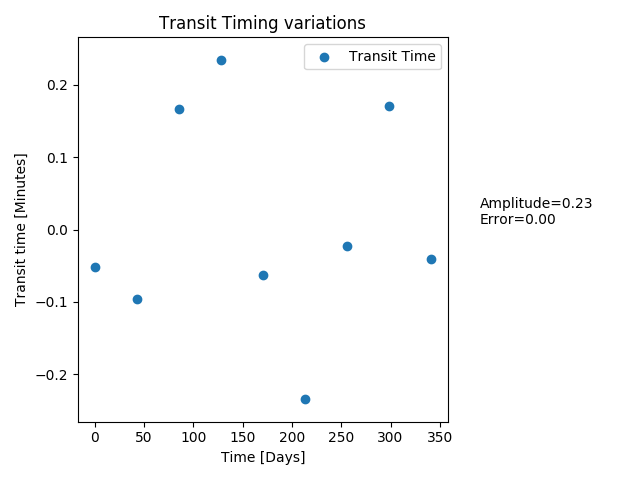 Transit Timing variations
Transit Time
0.2
0.1
0.0
−0.1
−0.2
Transit time [Minutes]
Amplitude=0.23
Error=0.00
0 50 100 150 200 250 300 350
Time [Days]